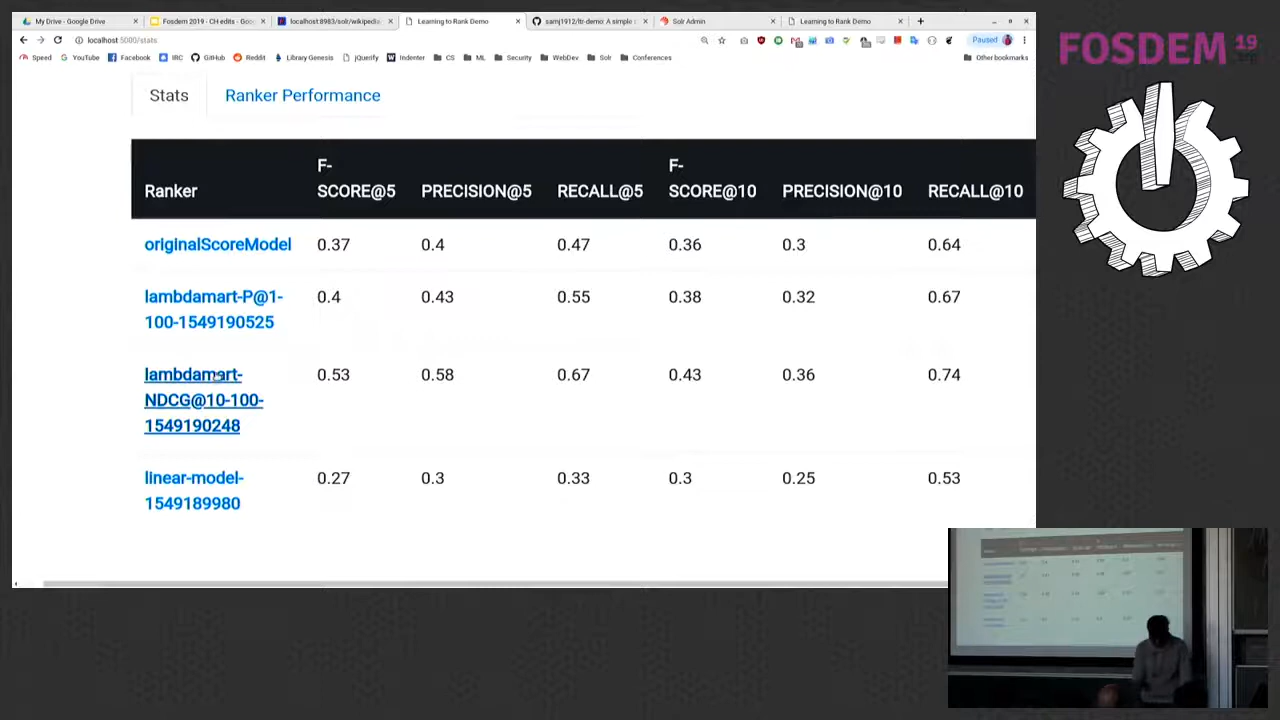 My Drive - Google Drive
Fosdem 2019 - CH edits - Goog
localhost:8983/solr/wikipedia
Learning to Rank Demo
samj1912/ltr-demo: A simple
Solr Admin
Learning to Rank Demo
localhost:5000/stats
Paused
Speed
YouTube
Facebook
IRC
GitHub
Reddit
Library Genesis
jQuerify
Indenter
CS
ML
Security
WebDev
Solr
Conferences
Other bookmarks
FOSDEM 19
Stats
Ranker Performance
Ranker F-SCORE@5 PRECISION@5 RECALL@5 F-SCORE@10 PRECISION@10 RECALL@10
originalScoreModel 0.37 0.4 0.47 0.36 0.3 0.64
lambdamart-P@1-
100-1549190525
0.4 0.43 0.55 0.38 0.32 0.67
lambdamart-
NDCG@10-100-
1549190248
0.53 0.58 0.67 0.43 0.36 0.74
linear-model-
1549189980
0.27 0.3 0.33 0.3 0.25 0.53